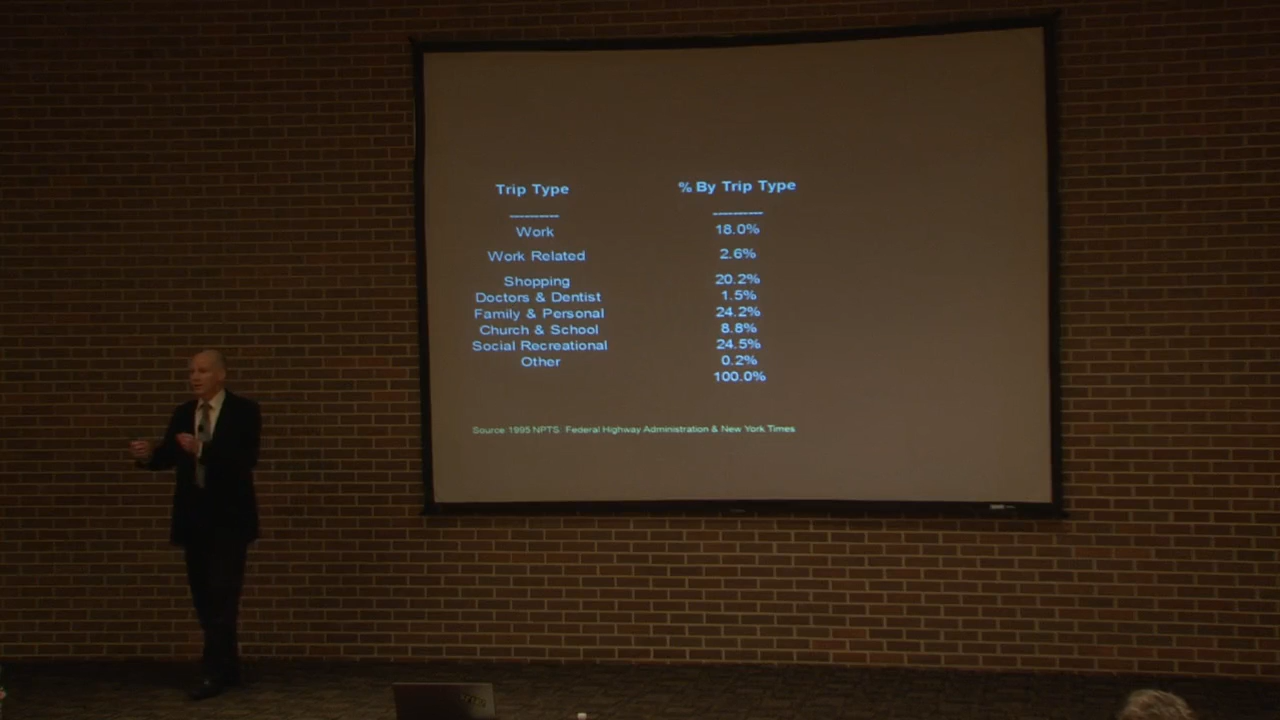 Trip Type % By Trip Type
---------- ----------
Work 18.0%
Work Related 2.6%
Shopping 20.2%
Doctors & Dentist 1.5%
Family & Personal 24.2%
Church & School 8.8%
Social Recreational 24.5%
Other 0.2%
100.0%
Source:1995 NPTS: Federal Highway Administration & New York Times